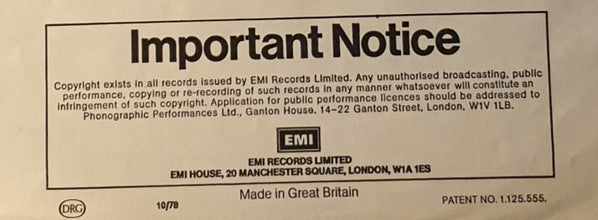 Important Notice
Copyright exists in all records issued by EMI Records Limited. Any unauthorised broadcasting, public
performance, copying or re-recording of such records in any manner whatsoever will constitute an
infringement of such copyright. Application for public performance licences should be addressed to
Phonographic Performances Ltd., Ganton House. 14–22 Ganton Street, London, W1V 1LB.
EMI
EMI RECORDS LIMITED
EMI HOUSE, 20 MANCHESTER SQUARE, LONDON, W1A 1ES
DRG 10/78 Made in Great Britain PATENT NO. 1.125.555.